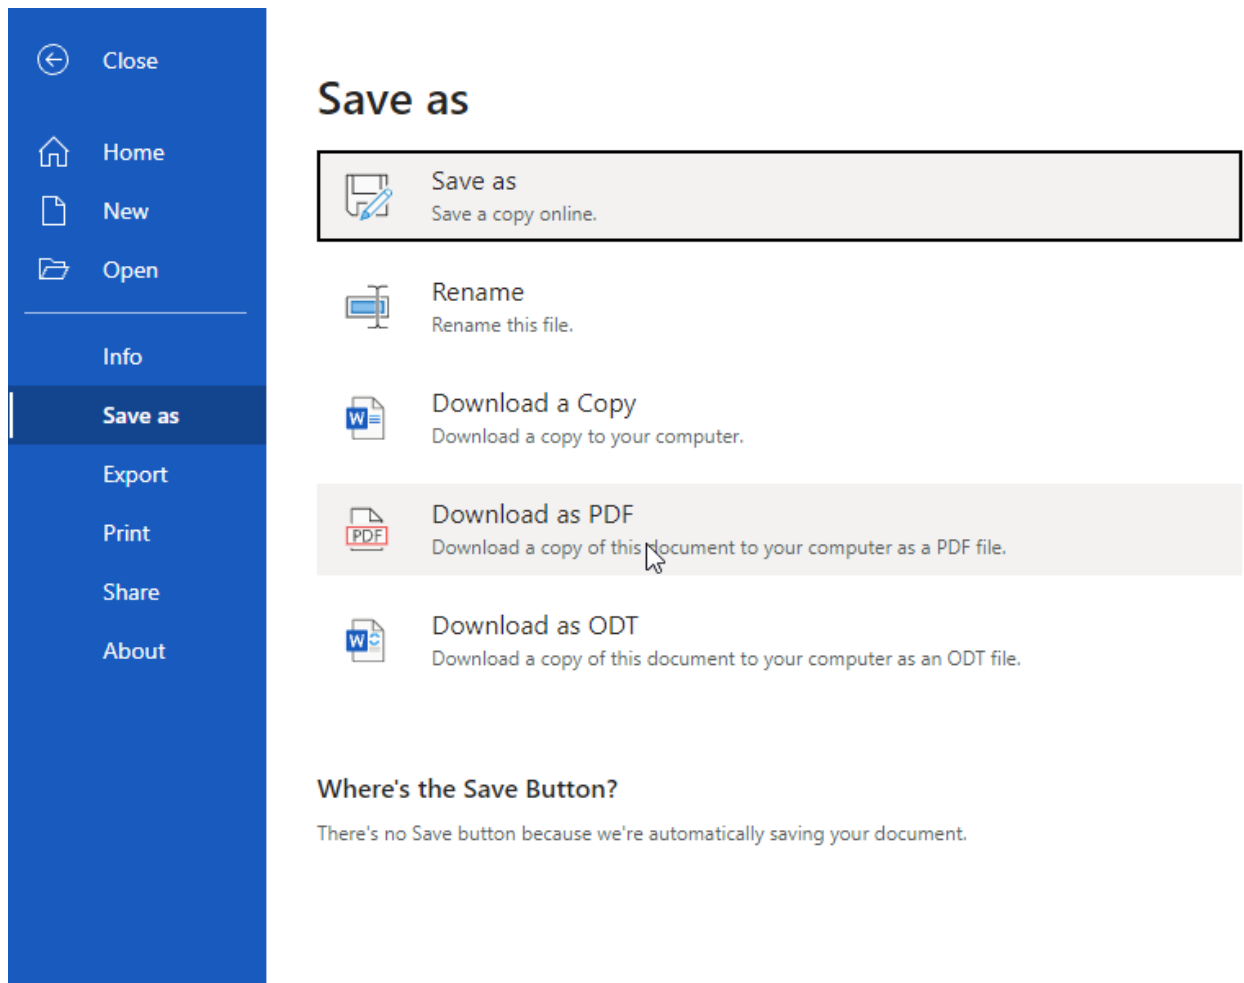 Close
Home
New
Open
Info
Save as
Export
Print
Share
About
Save as
Save as
Save a copy online.
Rename
Rename this file.
W
Download a Copy
Download a copy to your computer.
PDF
Download as PDF
Download a copy of this document to your computer as a PDF file.
W
Download as ODT
Download a copy of this document to your computer as an ODT file.
Where's the Save Button?
There's no Save button because we're automatically saving your document.